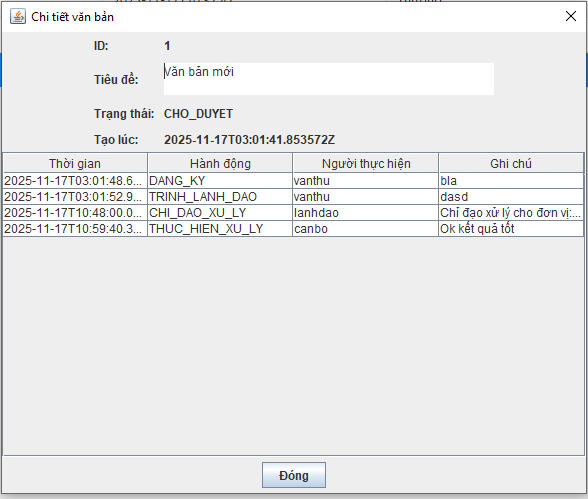 Chi tiết văn bản
ID: 1
Tiêu đề: Văn bản mới
Trạng thái: CHO_DUYET
Tạo lúc: 2025-11-17T03:01:41.853572Z
Thời gian Hành động Người thực hiện Ghi chú
2025-11-17T03:01:48.6... DANG_KY vanthu bla
2025-11-17T03:01:52.9... TRINH_LANH_DAO vanthu dasd
2025-11-17T10:48:00.0... CHI_DAO_XU_LY lanhdao Chỉ đạo xử lý cho đơn vị:...
2025-11-17T10:59:40.3... THUC_HIEN_XU_LY canbo Ok kết quả tốt
Đóng